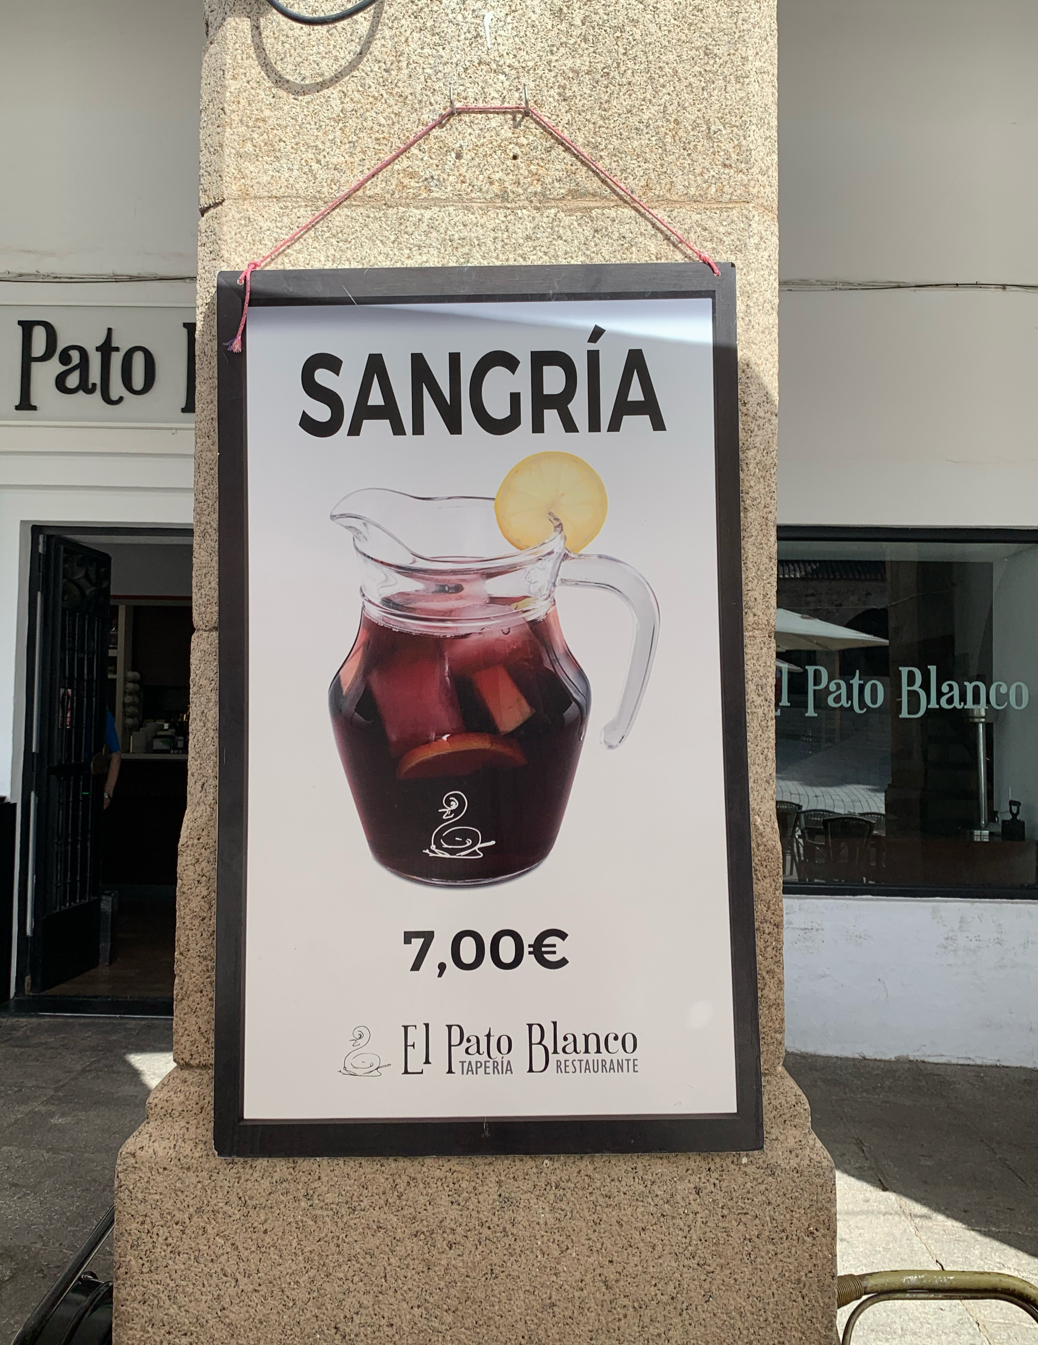 Pato
SANGRÍA
El Pato Blanco
7,00€
El Pato Blanco
TAPERÍA RESTAURANTE